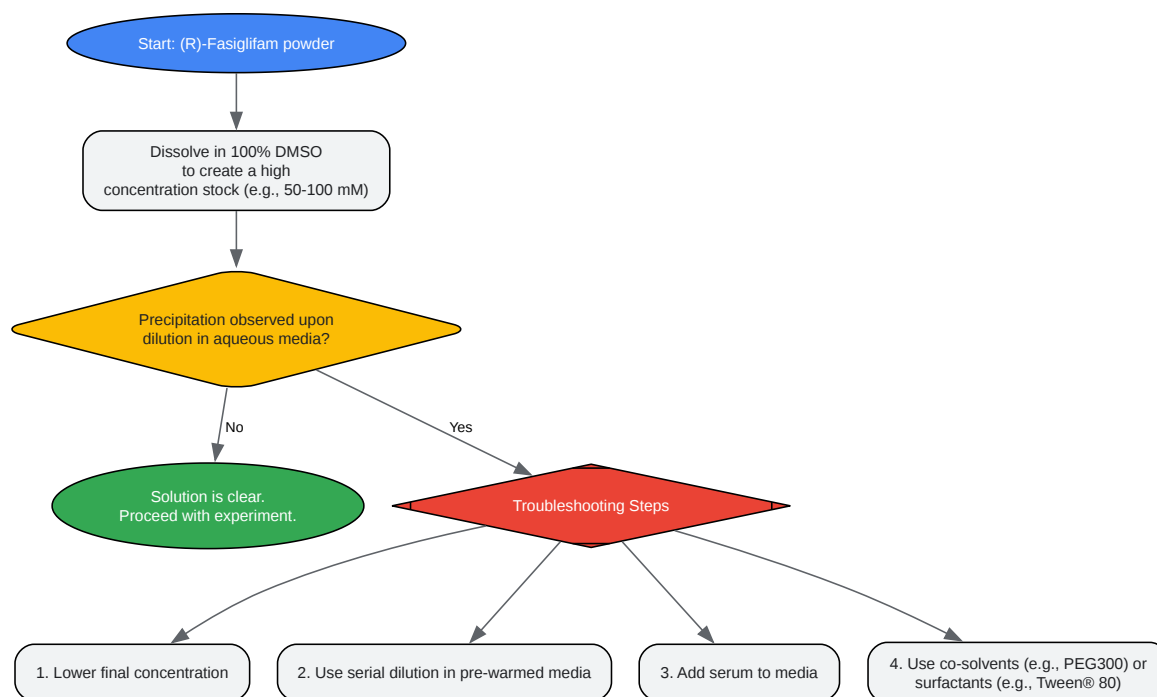 Start: (R)-Fasiglifam powder
Dissolve in 100% DMSO
to create a high
concentration stock (e.g., 50-100 mM)
Precipitation observed upon
dilution in aqueous media?
No
Yes
Solution is clear.
Proceed with experiment.
Troubleshooting Steps
1. Lower final concentration
2. Use serial dilution in pre-warmed media
3. Add serum to media
4. Use co-solvents (e.g., PEG300) or
surfactants (e.g., Tween® 80)